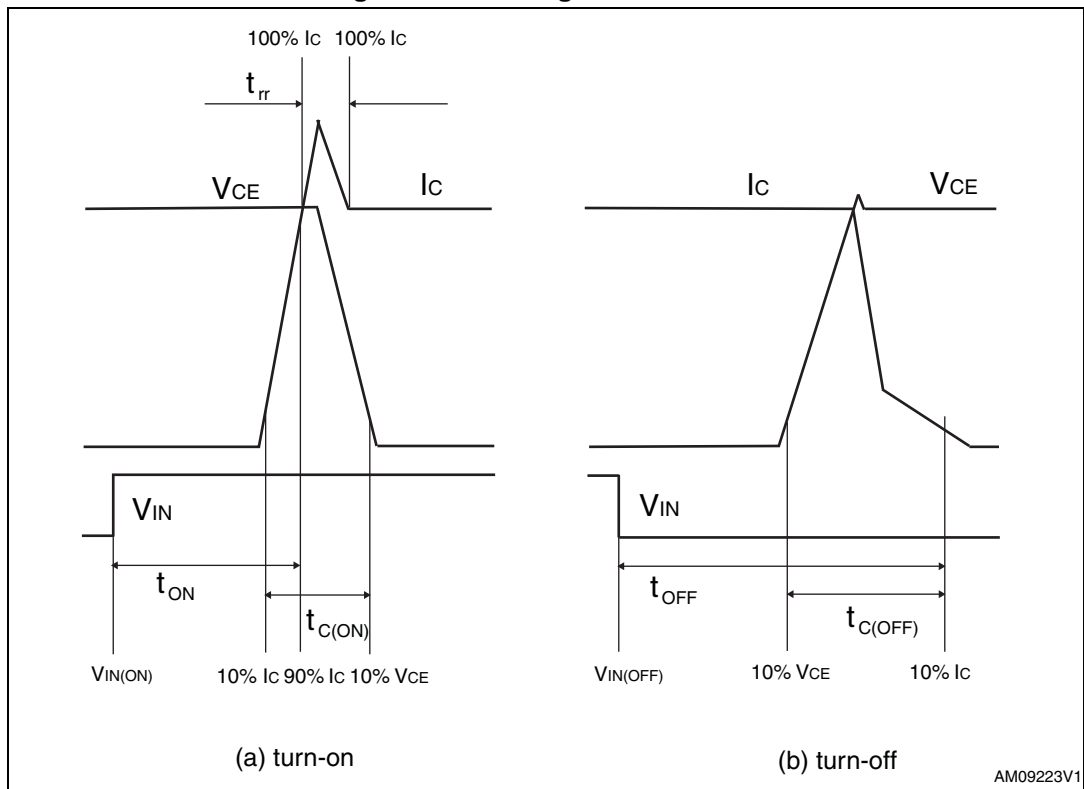 100% IC 100% IC
trr
VCE IC
VIN
tON
tC(ON)
VIN(ON) 10% IC 90% IC 10% VCE
(a) turn-on
IC VCE
VIN
tOFF
tC(OFF)
VIN(OFF) 10% VCE 10% IC
(b) turn-off
AM09223V1